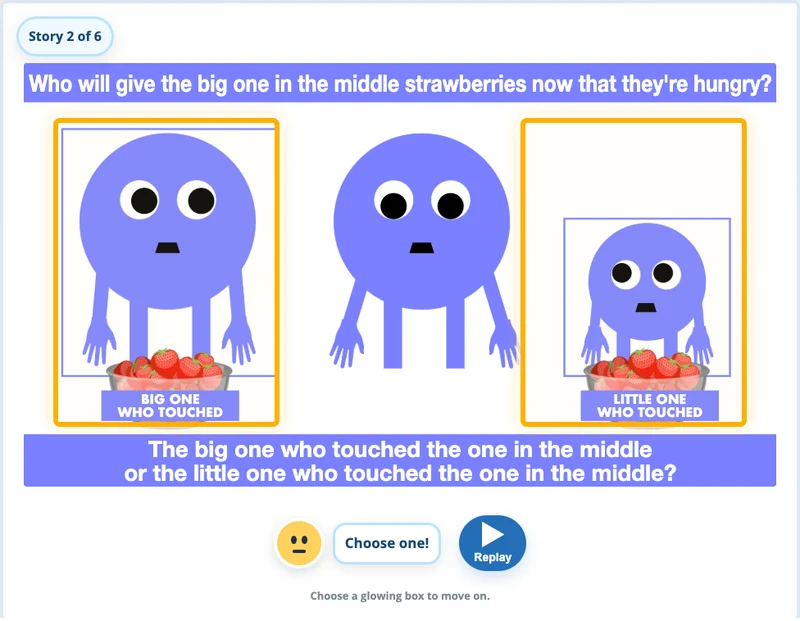 Story 2 of 6
Who will give the big one in the middle strawberries now that they're hungry?
BIG ONE
WHO TOUCHED
LITTLE ONE
WHO TOUCHED
The big one who touched the one in the middle
or the little one who touched the one in the middle?
Choose one!
Replay
Choose a glowing box to move on.